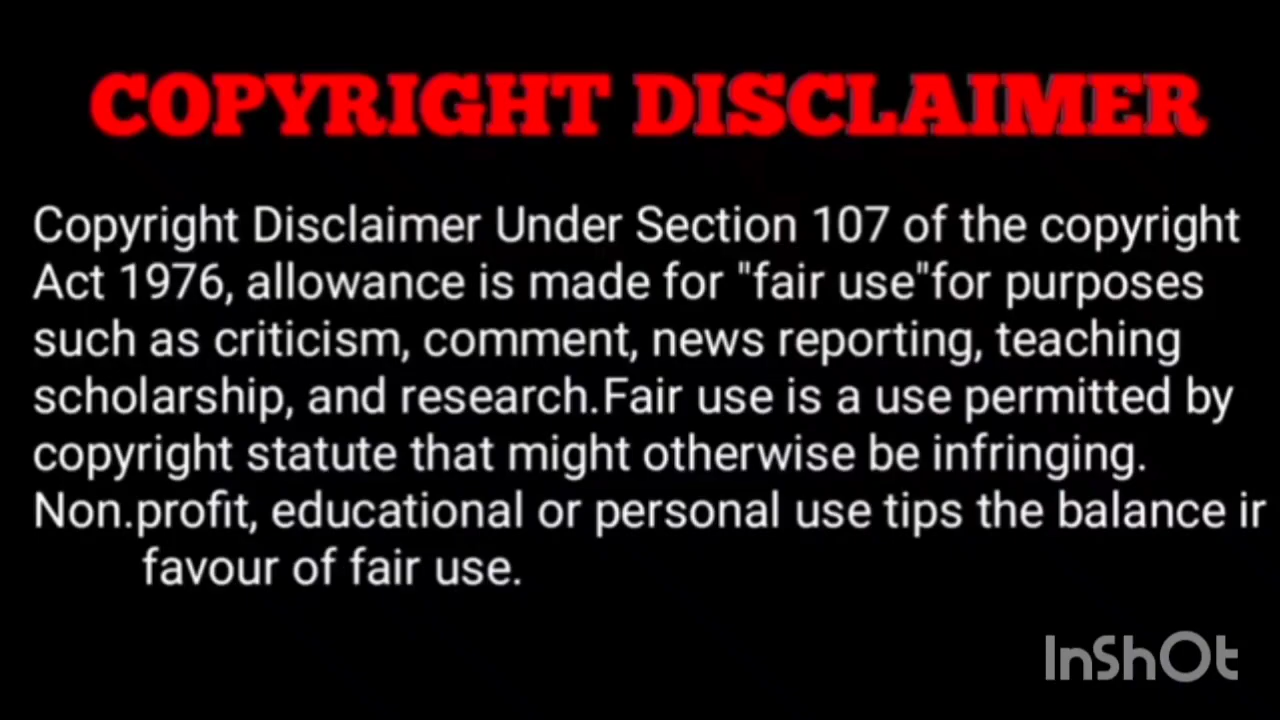 COPYRIGHT DISCLAIMER
Copyright Disclaimer Under Section 107 of the copyright
Act 1976, allowance is made for "fair use"for purposes
such as criticism, comment, news reporting, teaching
scholarship, and research.Fair use is a use permitted by
copyright statute that might otherwise be infringing.
Non.profit, educational or personal use tips the balance ir
favour of fair use.
InShOt